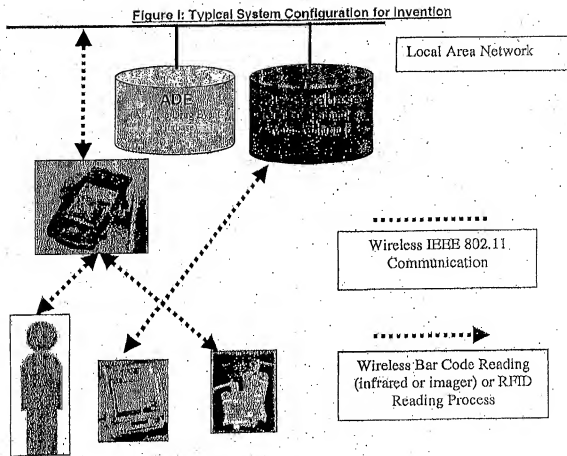 Figure I: Typical System Configuration for Invention
Local Area Network
ADE
Wireless IEEE 802.11
Communication
Wireless Bar Code Reading
(infrared or imager) or RFID
Reading Process